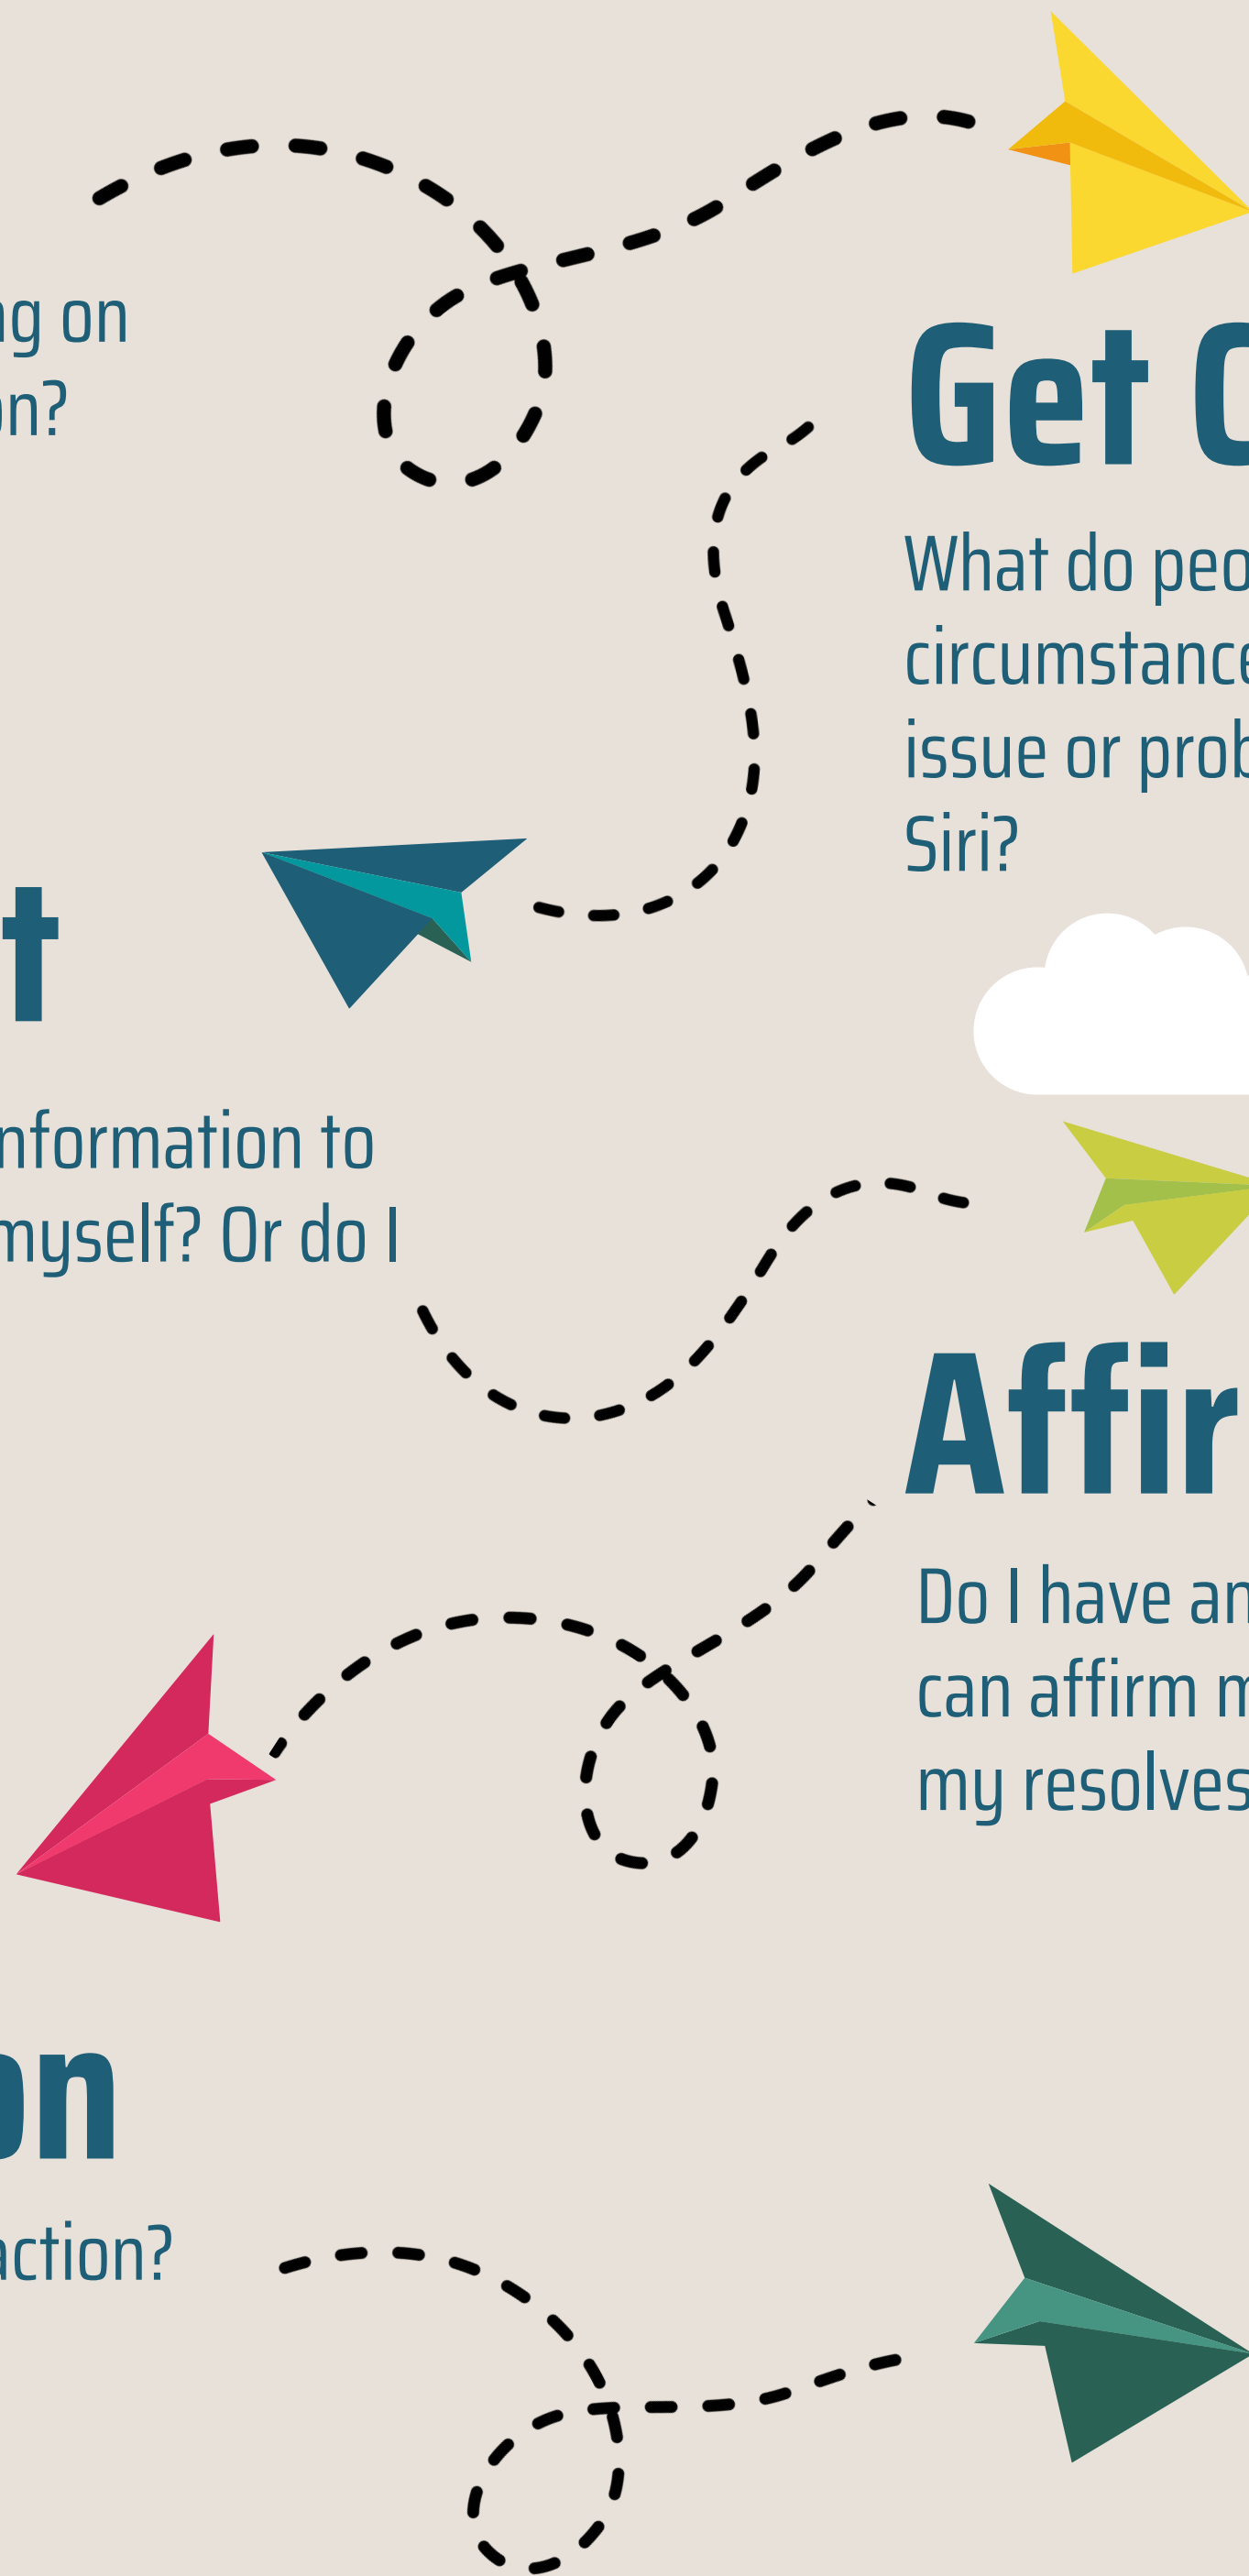 ng on
on?
Get C
What do peo
circumstance
issue or prob
Siri?
t
nformation to
myself? Or do I
Affir
Do I have an
can affirm m
my resolves
on
action?